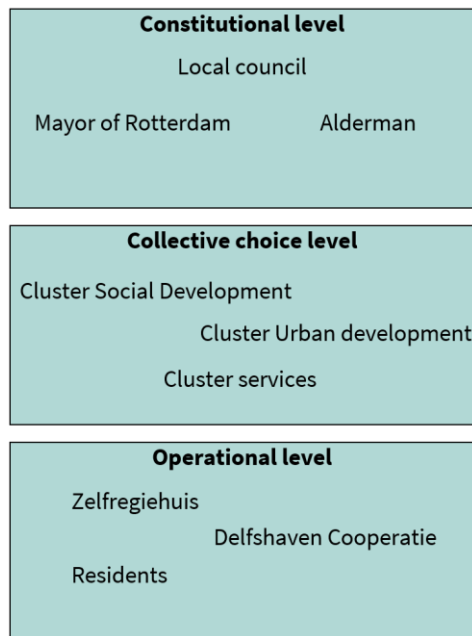 Constitutional level
Local council
Mayor of Rotterdam Alderman
Collective choice level
Cluster Social Development
Cluster Urban development
Cluster services
Operational level
Zelfregiehuis
Delfshaven Cooperatie
Residents